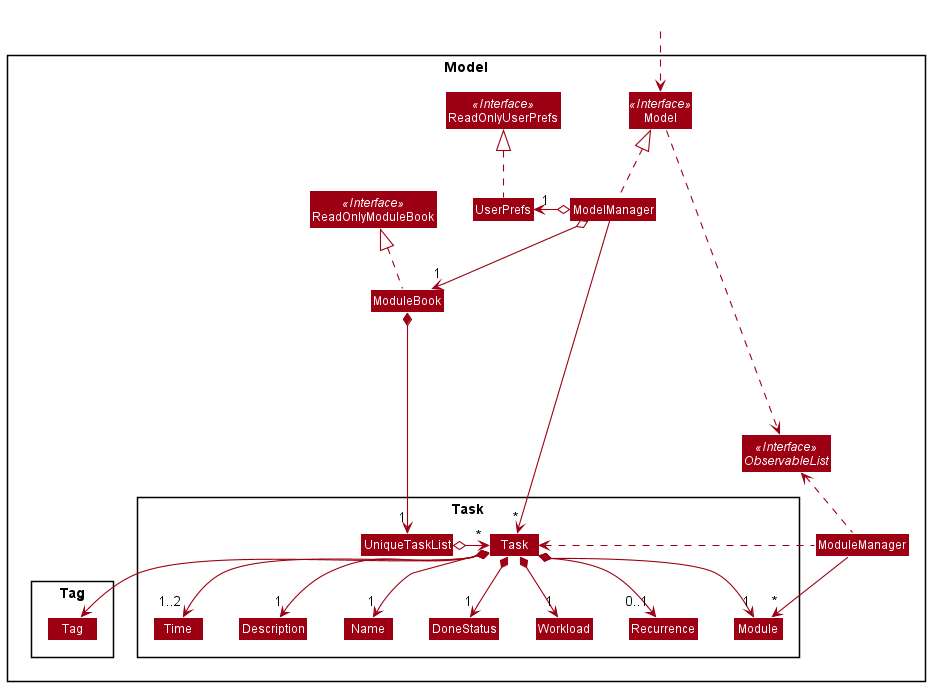 Model
«Interface»
ReadOnlyUserPrefs
«Interface»
Model
«Interface»
ReadOnlyModuleBook
UserPrefs
1
ModelManager
1
ModuleBook
«Interface»
ObservableList
Task
1
*
*
UniqueTaskList
Task
ModuleManager
Tag
1..2
1
1
1
1
0..1
1
*
Tag
Time
Description
Name
DoneStatus
Workload
Recurrence
Module